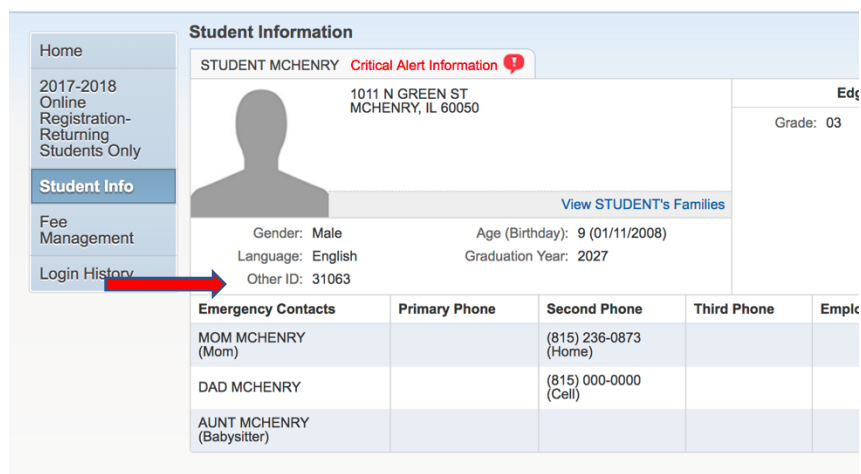 Student Information
Home
2017-2018
Online
Registration-
Returning
Students Only
Student Info
Fee
Management
Login History
STUDENT MCHENRY Critical Alert Information
1011 N GREEN ST
MCHENRY, IL 60050
Grade: 03
View STUDENT's Families
Gender: Male Age (Birthday): 9 (01/11/2008)
Language: English Graduation Year: 2027
Other ID: 31063
Emergency Contacts Primary Phone Second Phone Third Phone
MOM MCHENRY (815) 236-0873
(Mom) (Home)
DAD MCHENRY (815) 000-0000
(Cell)
AUNT MCHENRY
(Babysitter)